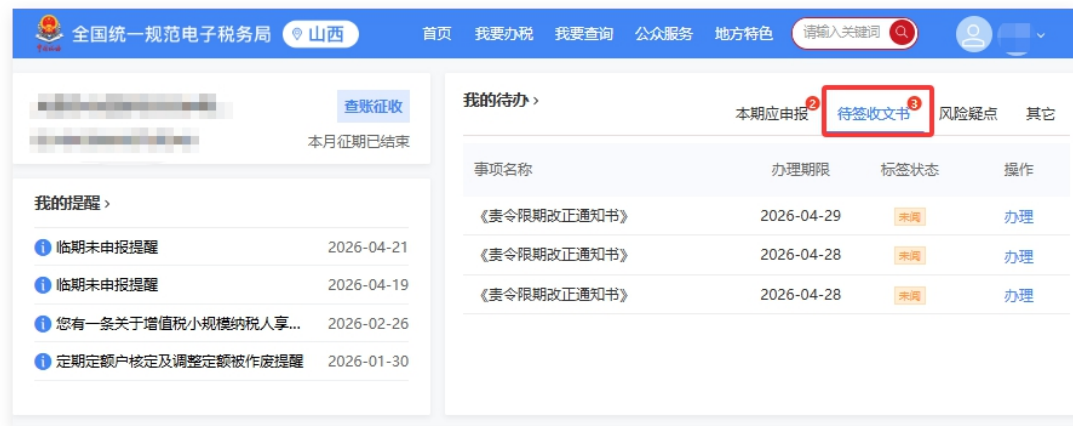 全国统一规范电子税务局 山西 首页 我要办税 我要查询 公众服务 地方特色 请输入关键词
查账征收
本月征期已结束
我的提醒 ›
临期未申报提醒 2026-04-21
临期未申报提醒 2026-04-19
您有一条关于增值税小规模纳税人享... 2026-02-26
定期定额户核定及调整定额被作废提醒 2026-01-30
我的待办 ›
本期应申报 2 待签收文书 3 风险疑点 其它
事项名称 办理期限 标签状态 操作
《责令限期改正通知书》 2026-04-29 未阅 办理
《责令限期改正通知书》 2026-04-28 未阅 办理
《责令限期改正通知书》 2026-04-28 未阅 办理